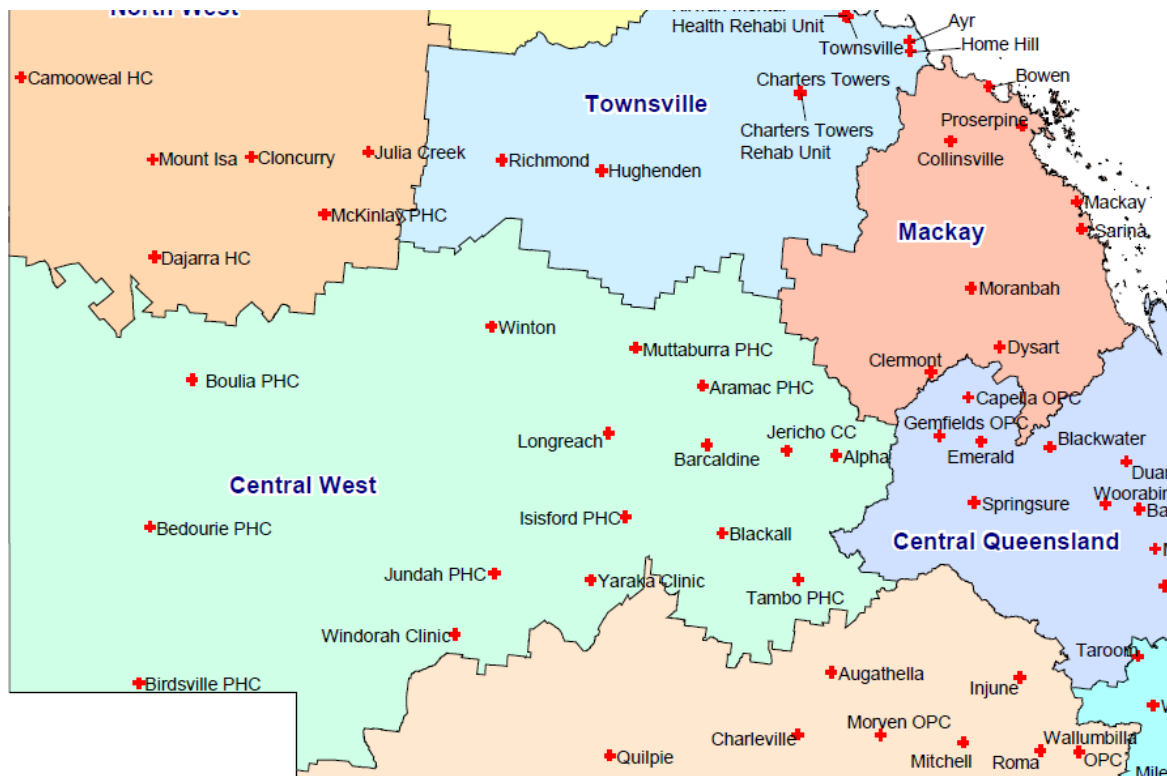 North West
Health Rehabi Unit
Ayr
Townsville
Home Hill
Camooweal HC
Charters Towers
Bowen
Townsville
Proserpine
Charters Towers
Rehab Unit
Collinsville
Mount Isa
Cloncurry
Julia Creek
Richmond
Hughenden
Mackay
McKinlay PHC
Mackay
Sarina
Dajarra HC
Moranbah
Winton
Muttaburra PHC
Dysart
Clermont
Boulia PHC
Aramac PHC
Capella OPC
Gemfields OPC
Longreach
Jericho CC
Blackwater
Barcaldine
Alpha
Emerald
Central West
Springsure
Bedourie PHC
Isisford PHC
Blackall
Central Queensland
Jundah PHC
Yaraka Clinic
Tambo PHC
Windorah Clinic
Taroom
Birdsville PHC
Augathella
Injune
Charleville
Morven OPC
Quilpie
Mitchell
Roma
Wallumbilla
OPC